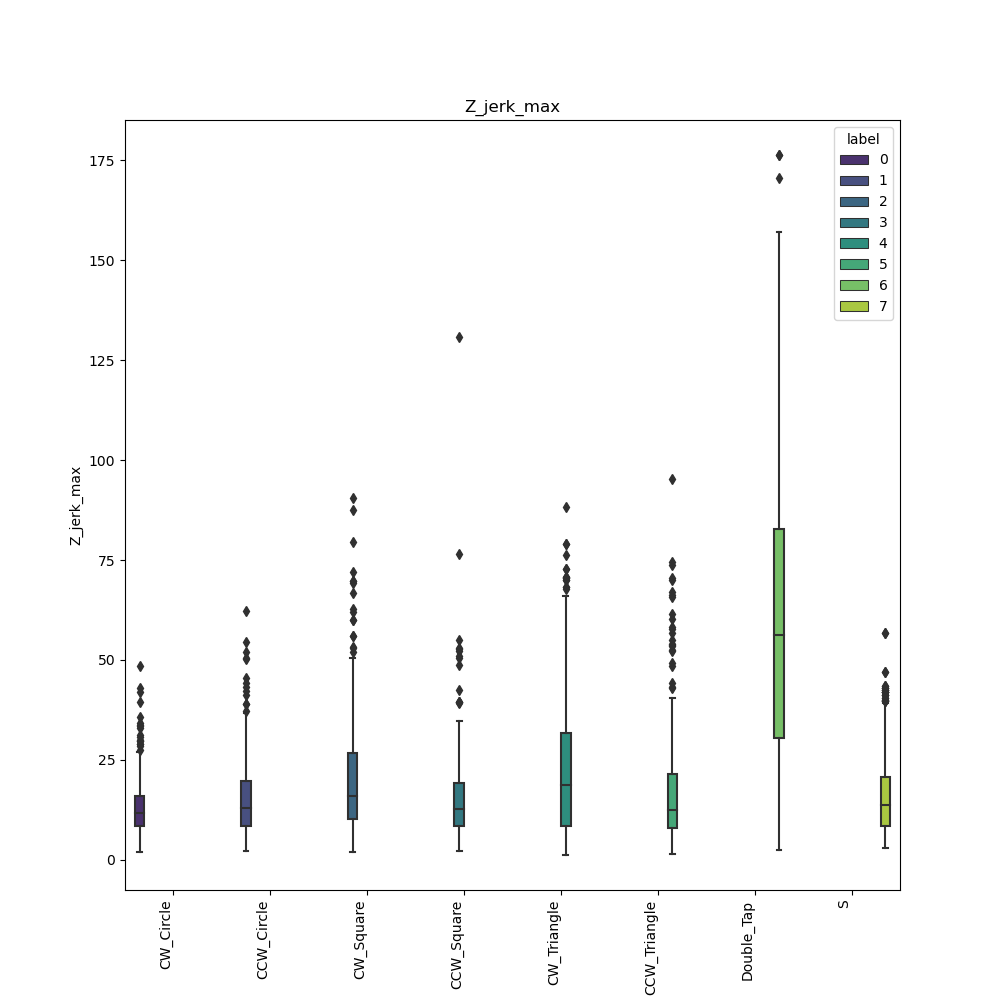 Z_jerk_max
label
0
1
2
3
4
5
6
7
175
150
125
100
75
50
25
0
Z_jerk_max
CW_Circle
CCW_Circle
CW_Square
CCW_Square
CW_Triangle
CCW_Triangle
Double_Tap
S